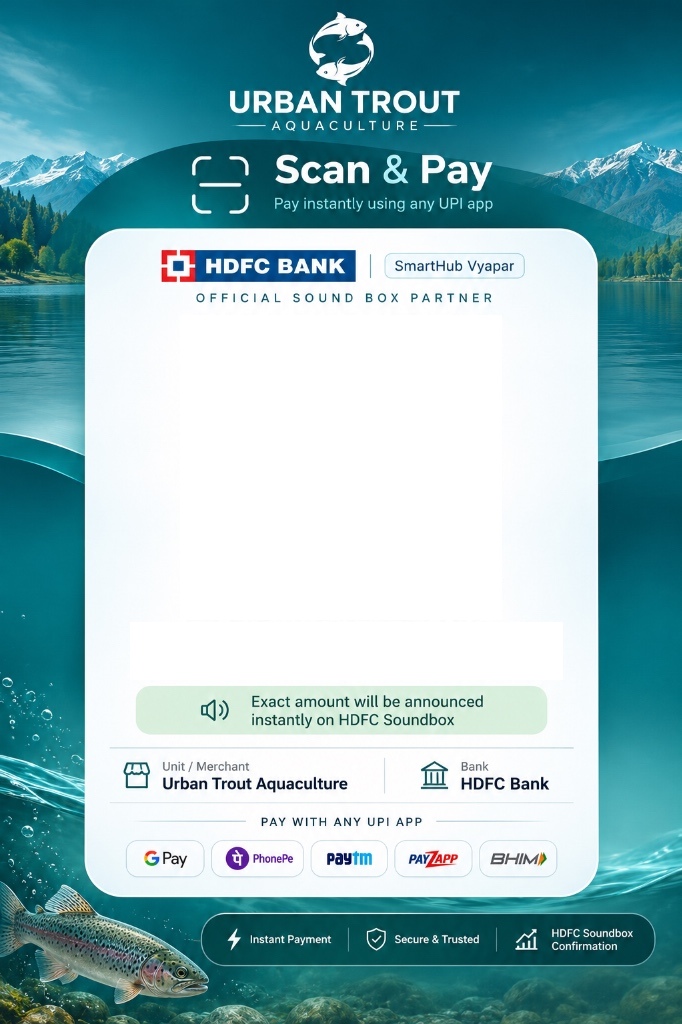 URBAN TROUT
AQUACULTURE
Scan & Pay
Pay instantly using any UPI app
HDFC BANK
SmartHub Vyapar
OFFICIAL SOUND BOX PARTNER
Exact amount will be announced
instantly on HDFC Soundbox
Unit / Merchant
Urban Trout Aquaculture
Bank
HDFC Bank
PAY WITH ANY UPI APP
G Pay
PhonePe
paytm
PAYZAPP
BHIM
Instant Payment
Secure & Trusted
HDFC Soundbox
Confirmation